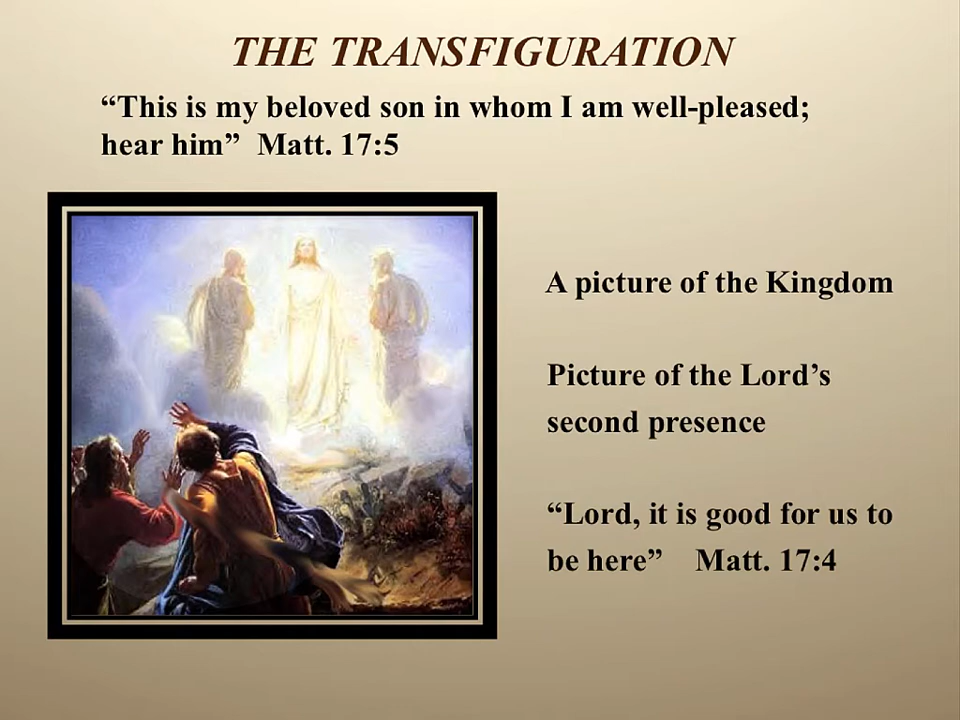 THE TRANSFIGURATION
“This is my beloved son in whom I am well-pleased;
hear him”  Matt. 17:5
A picture of the Kingdom
Picture of the Lord’s
second presence
“Lord, it is good for us to
be here”    Matt. 17:4